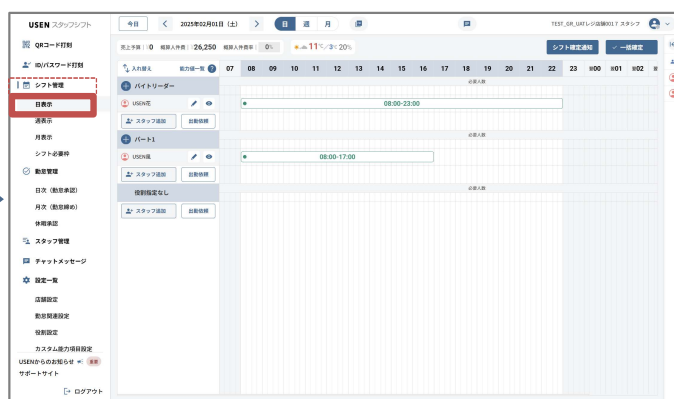 USEN スタッフシフト
今日 2025年02月01日（土） 日 週 月
TEST_GR_UATレジ店舗001 T スタシフ
QRコード打刻
ID/パスワード打刻
シフト管理
日表示
週表示
月表示
シフト必要枠
勤怠管理
日次（勤怠承認）
月次（勤怠締め）
休暇承認
スタッフ管理
チャットメッセージ
設定一覧
店舗設定
勤怠関連設定
役割設定
カスタム能力項目設定
USENからのお知らせ 重要
サポートサイト
ログアウト
売上予算 0 概算人件費 26,250 概算人件費率 0% 11℃/3℃ 20%
シフト確定通知 一括確定
入れ替え 能力値一覧 ? 07 08 09 10 11 12 13 14 15 16 17 18 19 20 21 22 23 翌00 翌01 翌02
バイトリーダー 必要人数
USEN花 08:00-23:00
スタッフ追加 出勤依頼
パート1 必要人数
USEN風 08:00-17:00
スタッフ追加 出勤依頼
役割指定なし 必要人数
スタッフ追加 出勤依頼